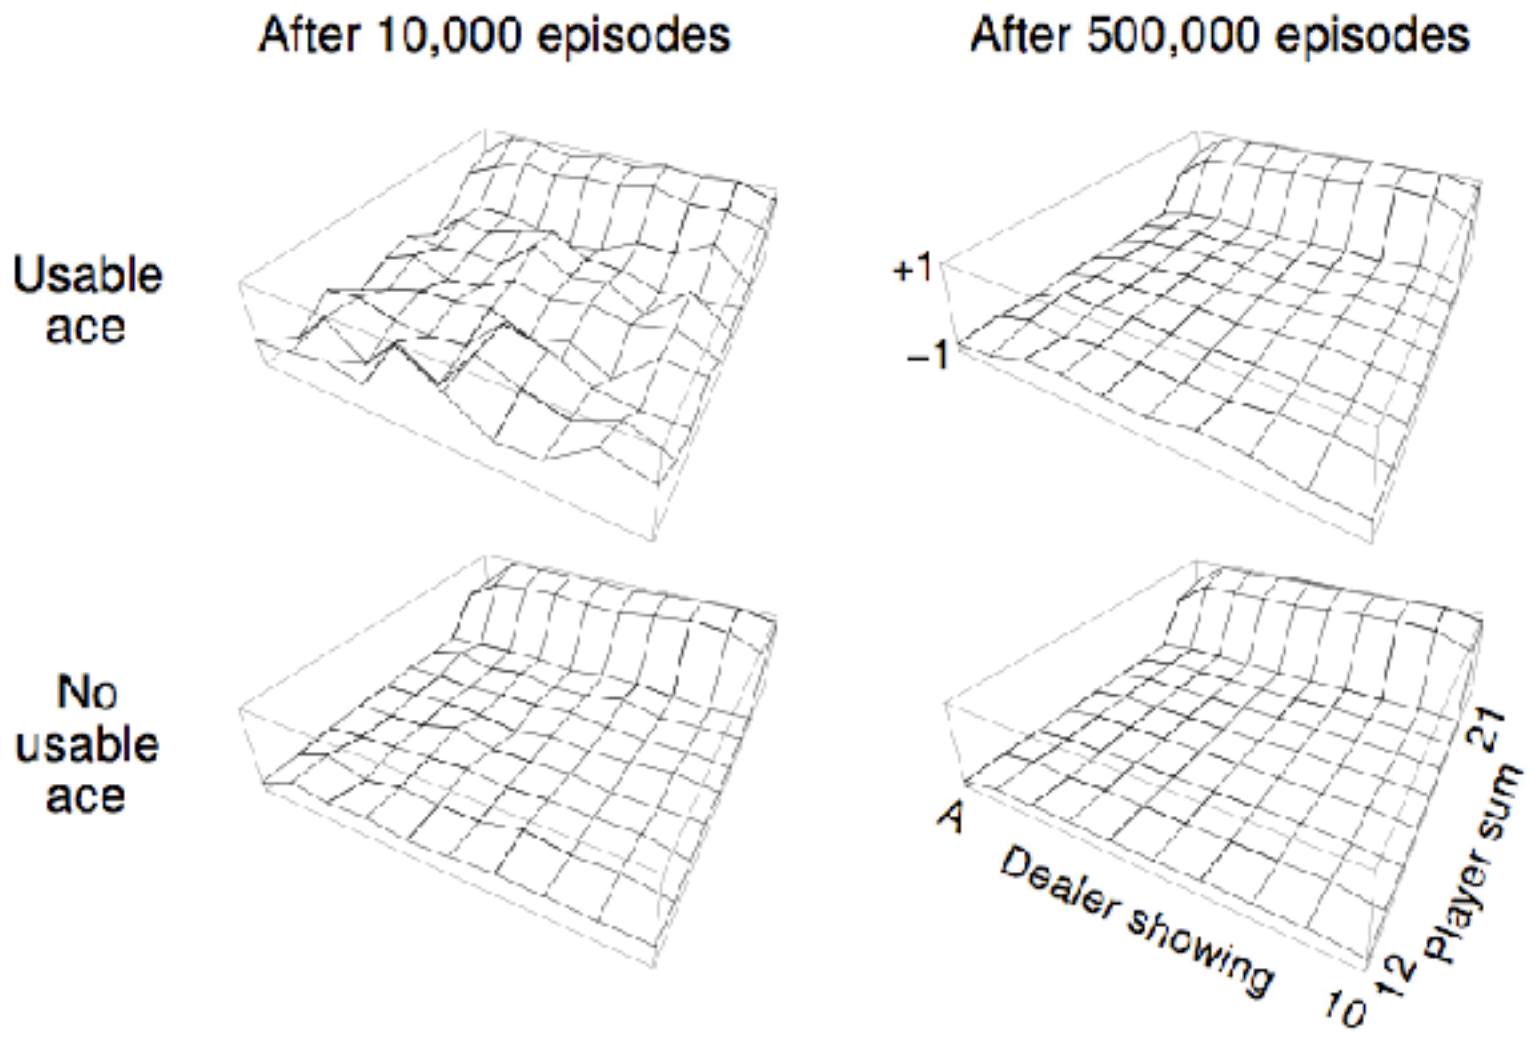 After 10,000 episodes
After 500,000 episodes
Usable
ace
+1
−1
No
usable
ace
A
Dealer showing
10
12
Player sum
21